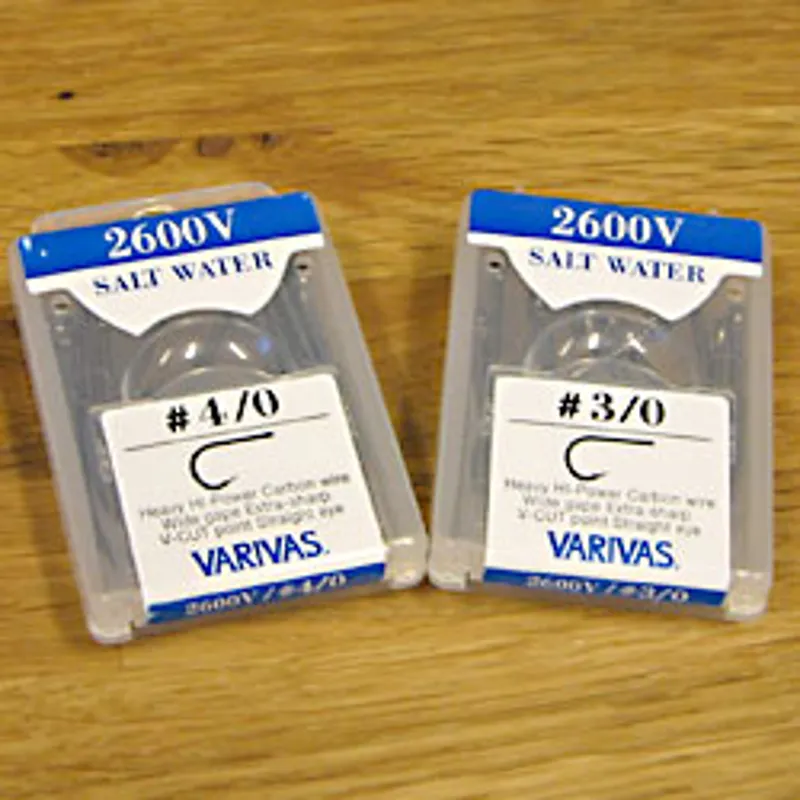 2600V
SALT WATER
#4/0
Heavy Hi-Power Carbon wire
Wide gape Extra-sharp
V-CUT point Straight eye
VARIVAS.
2600V/#4/0
2600V
SALT WATER
#3/0
Heavy Hi-Power Carbon wire
Wide gape Extra-sharp
V-CUT point Straight eye
VARIVAS.
2600V/#3/0